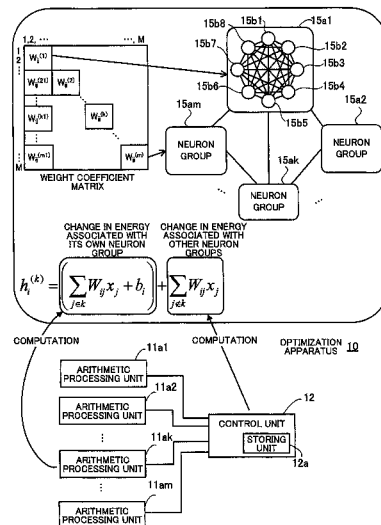 1,2, ..., M
1
2
M
W_ij^(1)
W_ij^(21)
W_ij^(2)
W_ij^(k1)
W_ij^(k)
W_ij^(m1)
W_ij^(m)
WEIGHT COEFFICIENT
MATRIX
15b1
15a1
15b8
15b7
15b6
15b2
15b3
15b4
15b5
15am
NEURON
GROUP
15ak
NEURON
GROUP
15a2
NEURON
GROUP
CHANGE IN ENERGY
ASSOCIATED WITH
ITS OWN NEURON
GROUP
CHANGE IN ENERGY
ASSOCIATED WITH
OTHER NEURON
GROUPS
h_i^(k) = (∑_{j∈k} W_ij x_j + b_i) + ∑_{j∉k} W_ij x_j
COMPUTATION
COMPUTATION
OPTIMIZATION
APPARATUS 10
11a1
ARITHMETIC
PROCESSING UNIT
11a2
ARITHMETIC
PROCESSING UNIT
11ak
ARITHMETIC
PROCESSING UNIT
11am
ARITHMETIC
PROCESSING UNIT
12
CONTROL UNIT
STORING
UNIT
12a